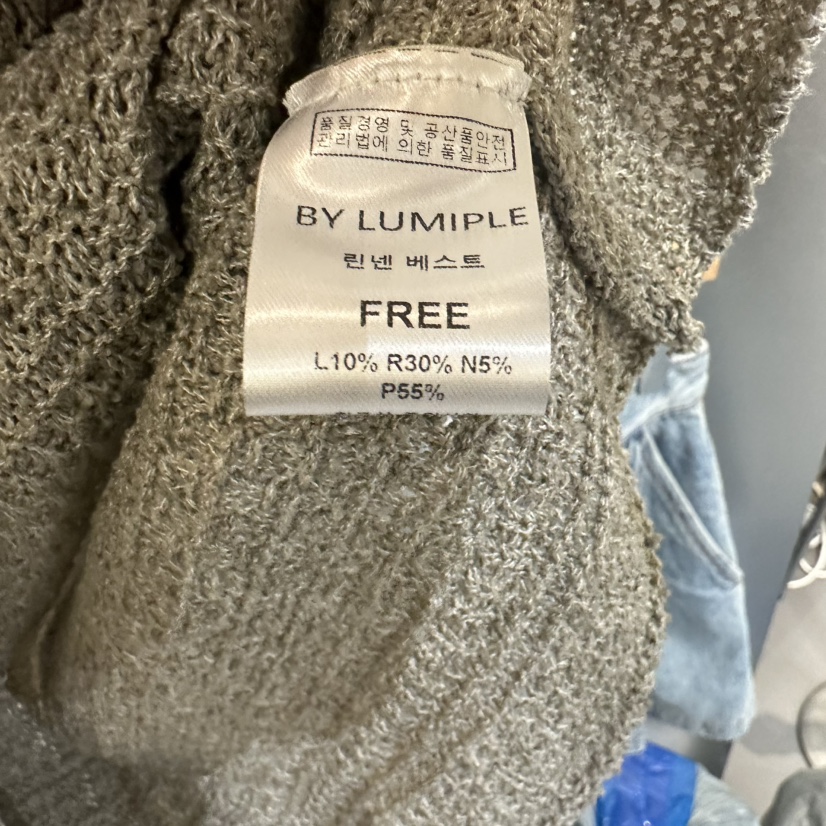 품질경영 및 공산품안전
관리법에 의한 품질표시
BY LUMIPLE
린넨 베스트
FREE
L10% R30% N5%
P55%